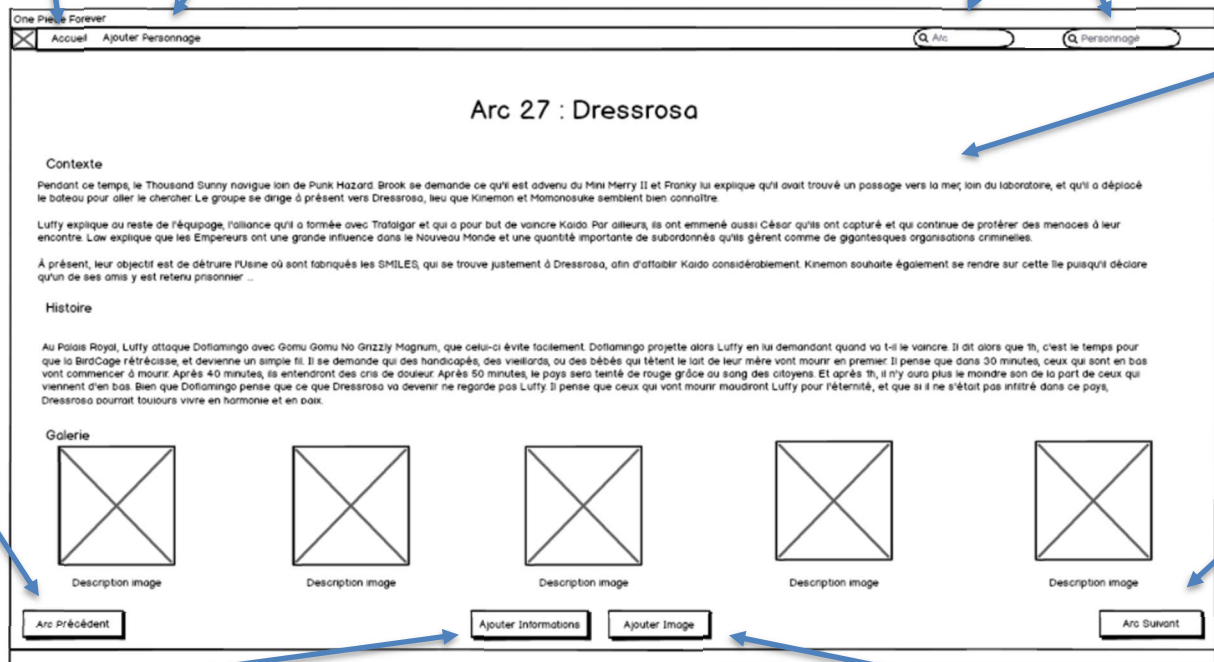 One Piece Forever
Accueil Ajouter Personnage Arc Personnage
Arc 27 : Dressrosa
Contexte
Pendant ce temps, le Thousand Sunny navigue loin de Punk Hazard. Brook se demande ce qu'il est advenu du Mini Merry II et Franky lui explique qu'il avait trouvé un passage vers la mer, loin du laboratoire, et qu'il a déplacé
le bateau pour aller le chercher. Le groupe se dirige à présent vers Dressrosa, lieu que Kinemon et Momonosuke semblent bien connaître.
Luffy explique au reste de l'équipage, l'alliance qu'il a formée avec Trafalgar et qui a pour but de vaincre Kaido. Par ailleurs, ils ont emmené aussi César qu'ils ont capturé et qui continue de proférer des menaces à leur
encontre. Law explique que les Empereurs ont une grande influence dans le Nouveau Monde et une quantité importante de subordonnés qu'ils gèrent comme de gigantesques organisations criminelles.
À présent, leur objectif est de détruire l'Usine où sont fabriqués les SMILES, qui se trouve justement à Dressrosa, afin d'affaiblir Kaido considérablement. Kinemon souhaite également se rendre sur cette île puisqu'il déclare
qu'un de ses amis y est retenu prisonnier ...
Histoire
Au Palais Royal, Luffy attaque Doflamingo avec Gomu Gomu No Grizzly Magnum, que celui-ci évite facilement. Doflamingo projette alors Luffy en lui demandant quand va t-il le vaincre. Il dit alors que 1h, c'est le temps pour
que la BirdCage rétrécisse, et devienne un simple fil. Il se demande qui des handicapés, des vieillards, ou des bébés qui tètent le lait de leur mère vont mourir en premier. Il pense que dans 30 minutes, ceux qui sont en bas
vont commencer à mourir. Après 40 minutes, ils entendront des cris de douleur. Après 50 minutes, le pays sera teinté de rouge grâce au sang des citoyens. Et après 1h, il n'y aura plus le moindre son de la part de ceux qui
viennent d'en bas. Bien que Doflamingo pense que ce que Dressrosa va devenir ne regarde pas Luffy. Il pense que ceux qui vont mourir maudiront Luffy pour l'éternité, et que si il ne s'était pas infiltré dans ce pays,
Dressrosa pourrait toujours vivre en harmonie et en paix.
Galerie
Description image Description image Description image Description image Description image
Arc Précédent Ajouter Informations Ajouter Image Arc Suivant